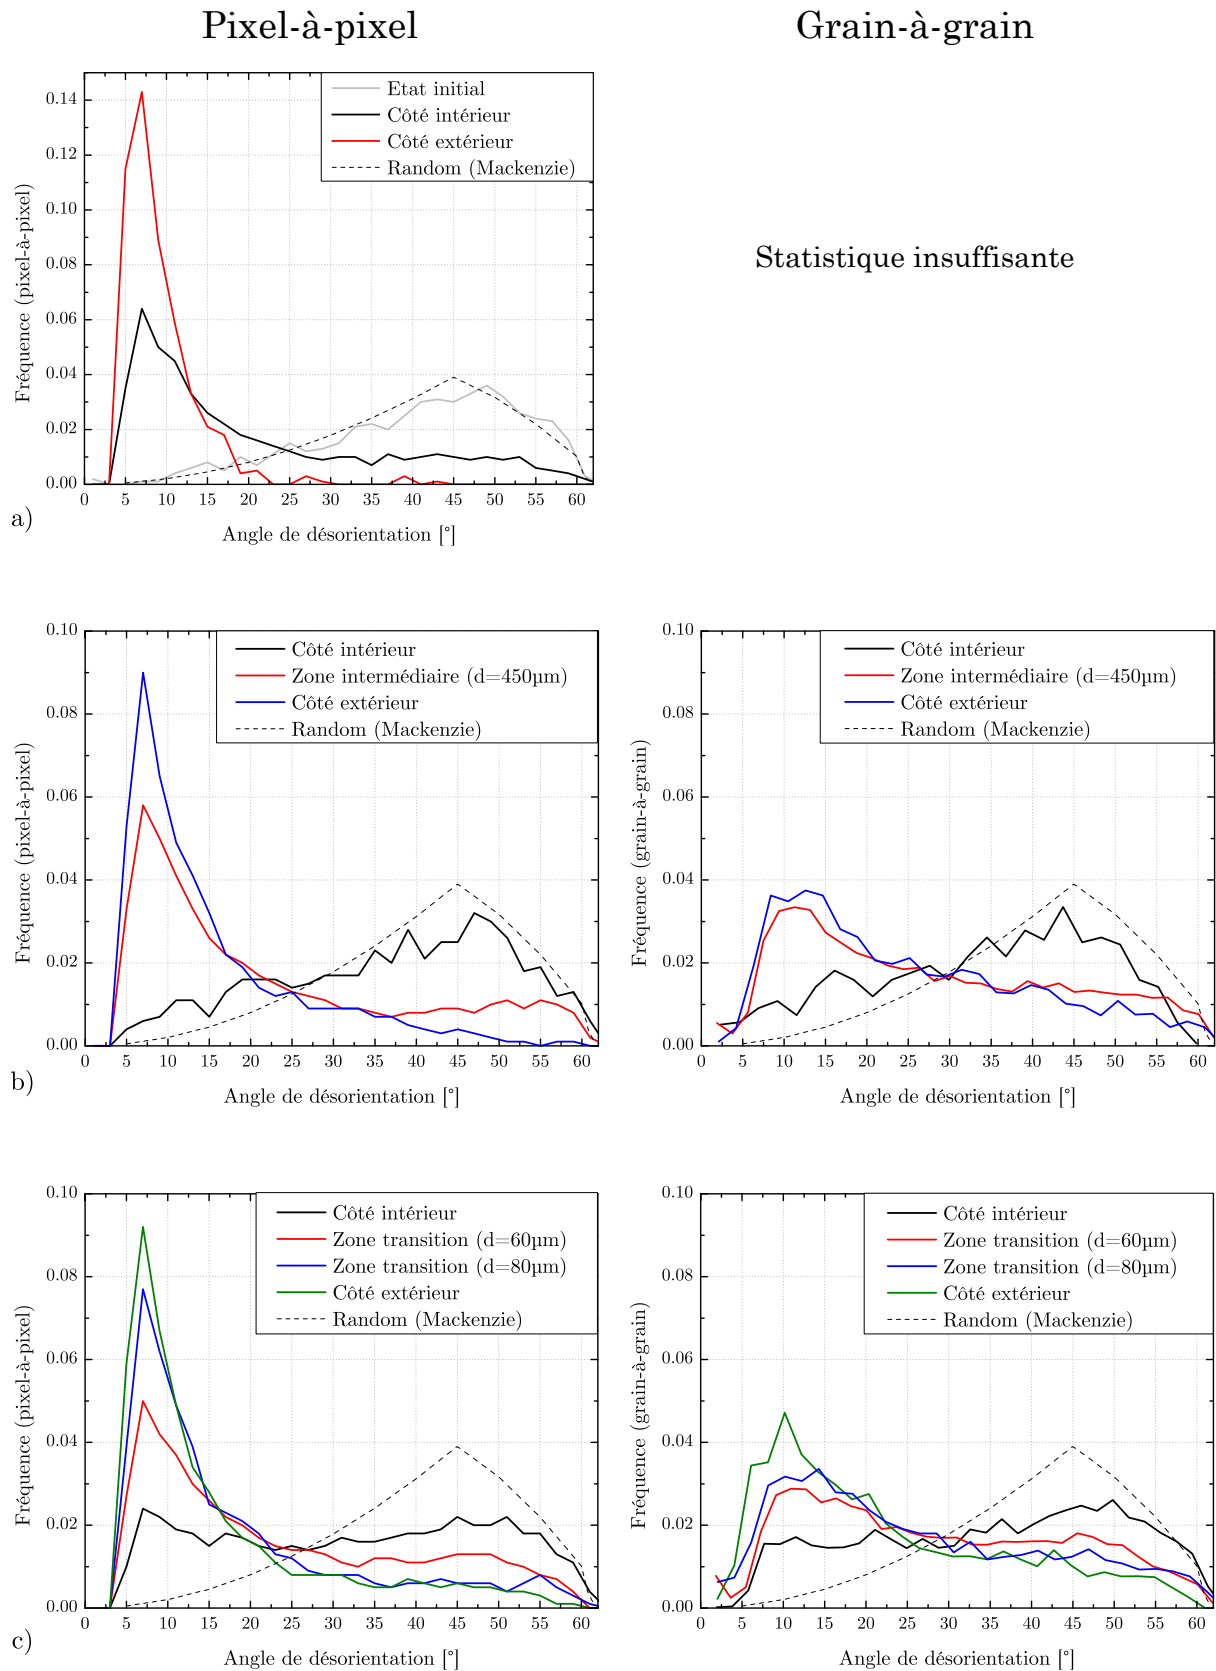 Pixel-à-pixel
Grain-à-grain
Etat initial
Côté intérieur
Côté extérieur
Random (Mackenzie)
0.14
0.12
0.10
0.08
0.06
0.04
0.02
0.00
Fréquence (pixel-à-pixel)
0 5 10 15 20 25 30 35 40 45 50 55 60
Angle de désorientation [°]
a)
Statistique insuffisante
Côté intérieur
Zone intermédiaire (d=450µm)
Côté extérieur
Random (Mackenzie)
0.10
0.08
0.06
0.04
0.02
0.00
Fréquence (pixel-à-pixel)
0 5 10 15 20 25 30 35 40 45 50 55 60
Angle de désorientation [°]
b)
Côté intérieur
Zone intermédiaire (d=450µm)
Côté extérieur
Random (Mackenzie)
0.10
0.08
0.06
0.04
0.02
0.00
Fréquence (grain-à-grain)
0 5 10 15 20 25 30 35 40 45 50 55 60
Angle de désorientation [°]
Côté intérieur
Zone transition (d=60µm)
Zone transition (d=80µm)
Côté extérieur
Random (Mackenzie)
0.10
0.08
0.06
0.04
0.02
0.00
Fréquence (pixel-à-pixel)
0 5 10 15 20 25 30 35 40 45 50 55 60
Angle de désorientation [°]
c)
Côté intérieur
Zone transition (d=60µm)
Zone transition (d=80µm)
Côté extérieur
Random (Mackenzie)
0.10
0.08
0.06
0.04
0.02
0.00
Fréquence (grain-à-grain)
0 5 10 15 20 25 30 35 40 45 50 55 60
Angle de désorientation [°]